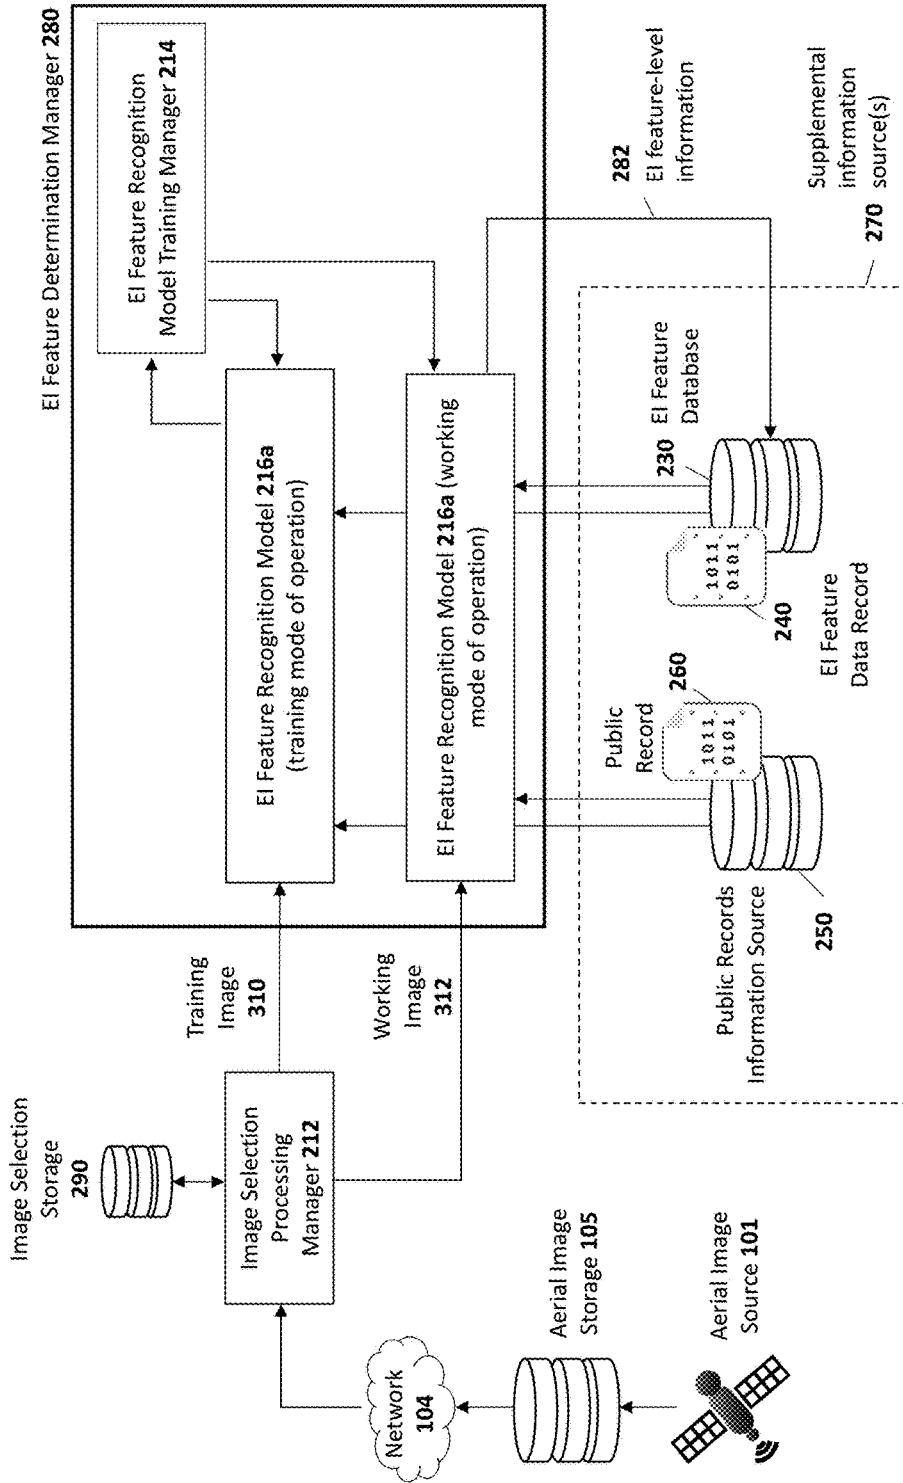 EI Feature Determination Manager 280
EI Feature Recognition
Model Training Manager 214
EI Feature Recognition Model 216a
(training mode of operation)
EI Feature Recognition Model 216a (working
mode of operation)
282
EI feature-level
information
Image Selection
Storage
290
Image Selection
Processing
Manager 212
Training
Image
310
Working
Image
312
Network
104
Aerial Image
Storage 105
Aerial Image
Source 101
Public Records
Information Source
250
Public
Record
260
1011
0101
230
EI Feature
Database
1011
0101
240
EI Feature
Data Record
Supplemental
information
source(s)
270